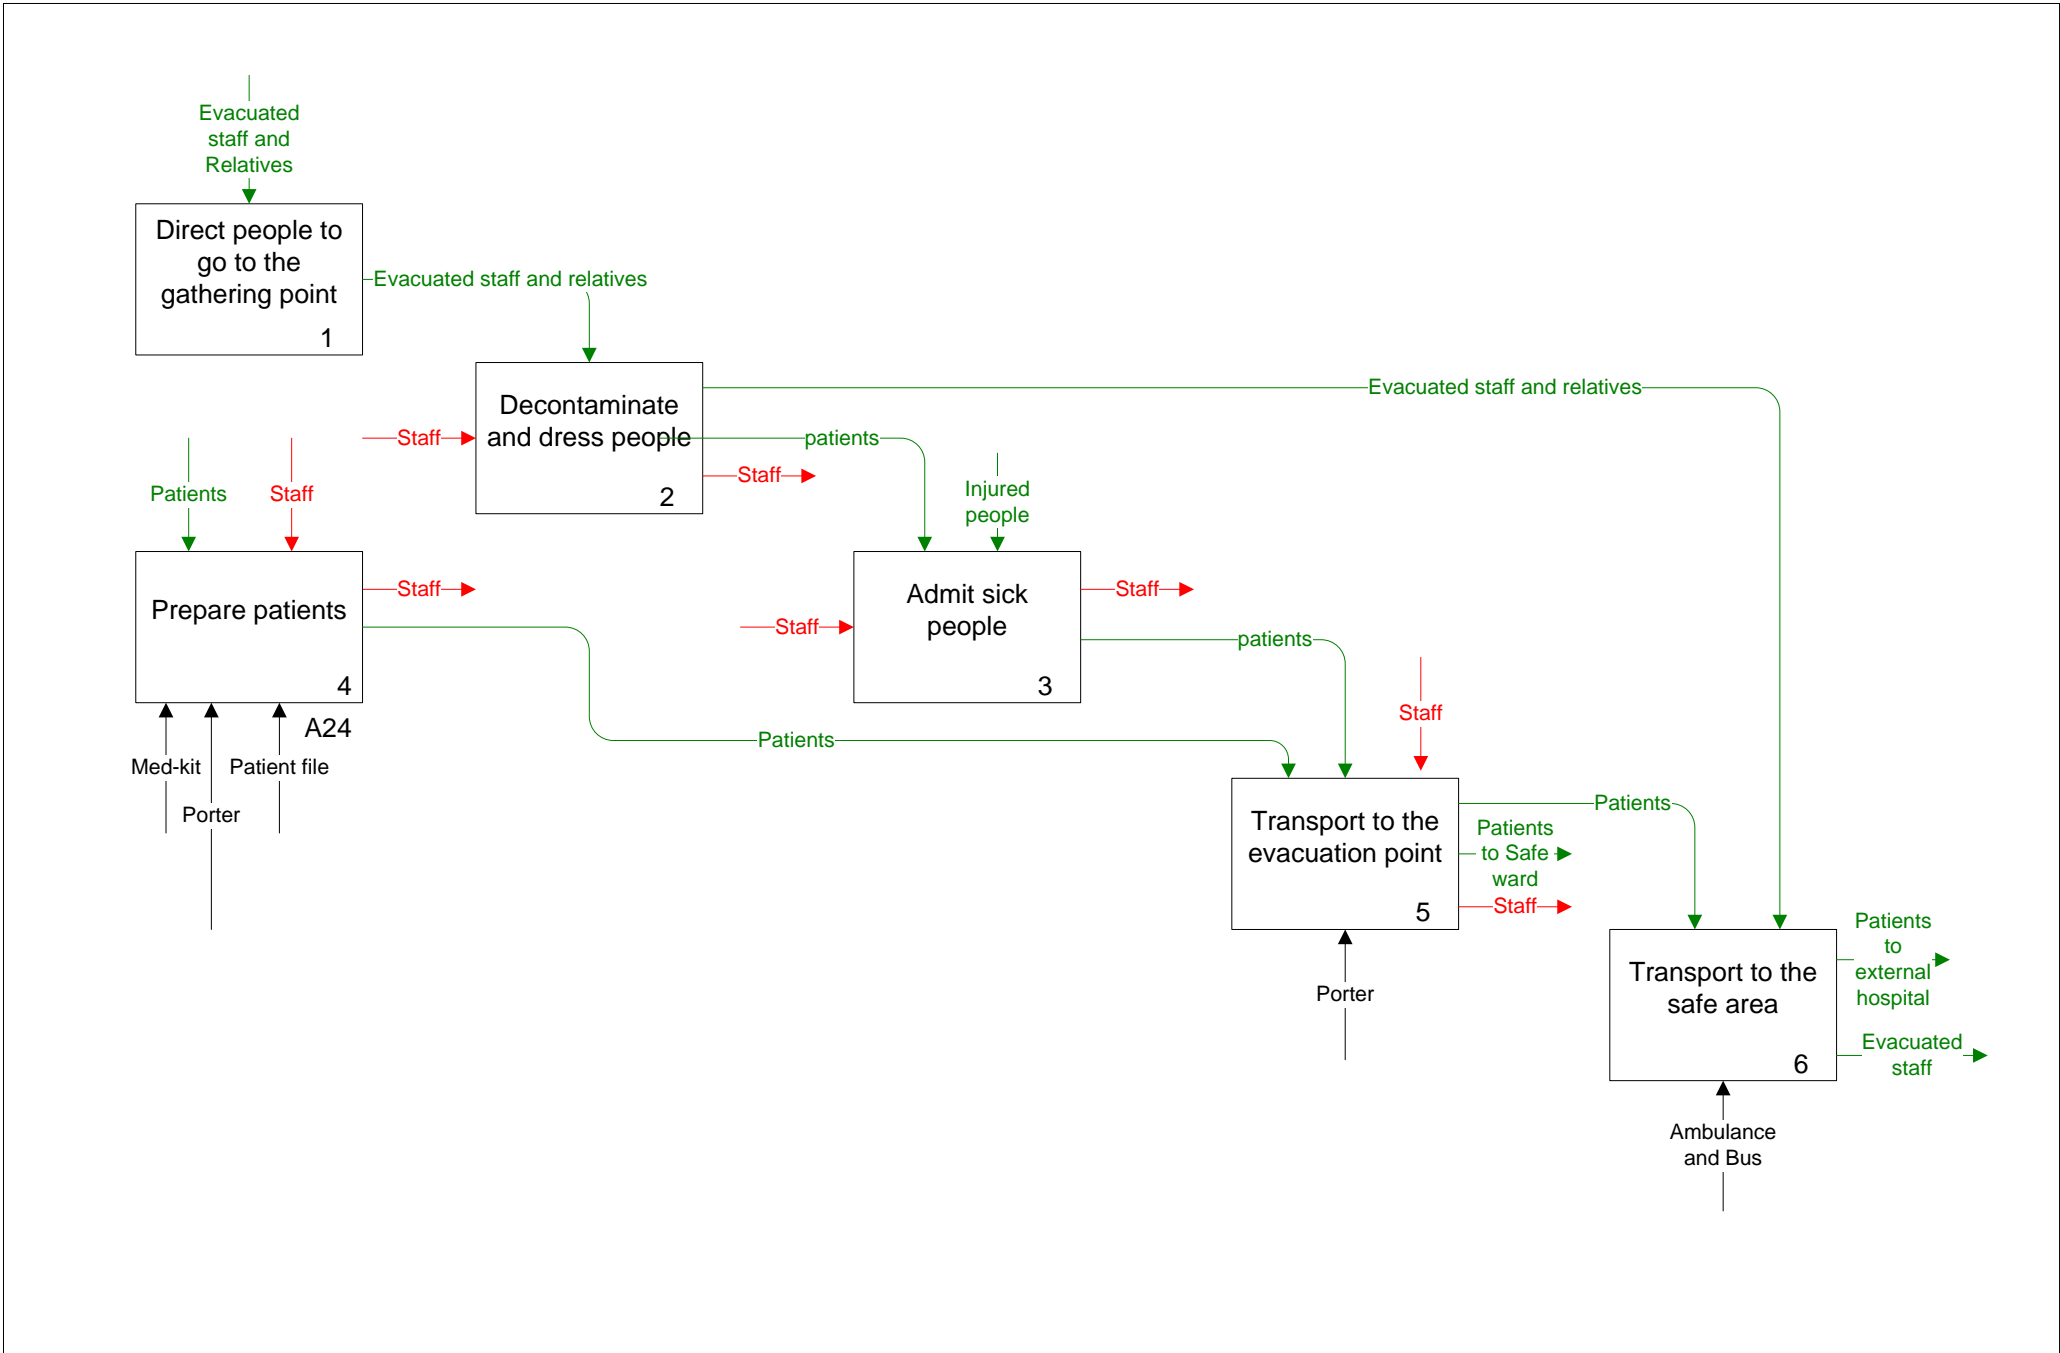 Evacuated
staff and
Relatives
Direct people to
go to the
gathering point
1
Evacuated staff and relatives
Decontaminate
and dress people
2
Evacuated staff and relatives
Staff
patients
Staff
Patients
Staff
Injured
people
Prepare patients
4
A24
Staff
Admit sick
people
3
Staff
Staff
patients
Med-kit
Patient file
Porter
Patients
Staff
Transport to the
evacuation point
5
Patients
Patients
to Safe
ward
Staff
Porter
Transport to the
safe area
6
Patients
to
external
hospital
Evacuated
staff
Ambulance
and Bus